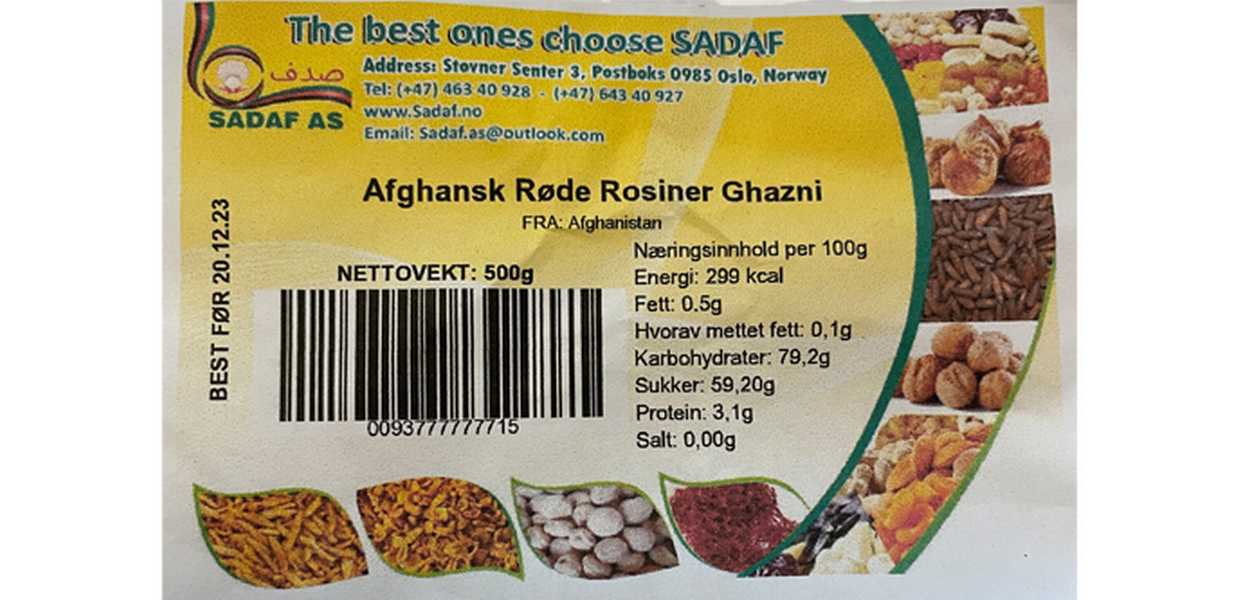 The best ones choose SADAF
Address: Stovner Senter 3, Postboks 0985 Oslo, Norway
Tel: (+47) 463 40 928 - (+47) 643 40 927
www.Sadaf.no
Email: Sadaf.as@outlook.com
صدف
SADAF AS
Afghansk Røde Rosiner Ghazni
FRA: Afghanistan
BEST FØR 20.12.23
NETTOVEKT: 500g
0093777777715
Næringsinnhold per 100g
Energi: 299 kcal
Fett: 0.5g
Hvorav mettet fett: 0,1g
Karbohydrater: 79,2g
Sukker: 59,20g
Protein: 3,1g
Salt: 0,00g